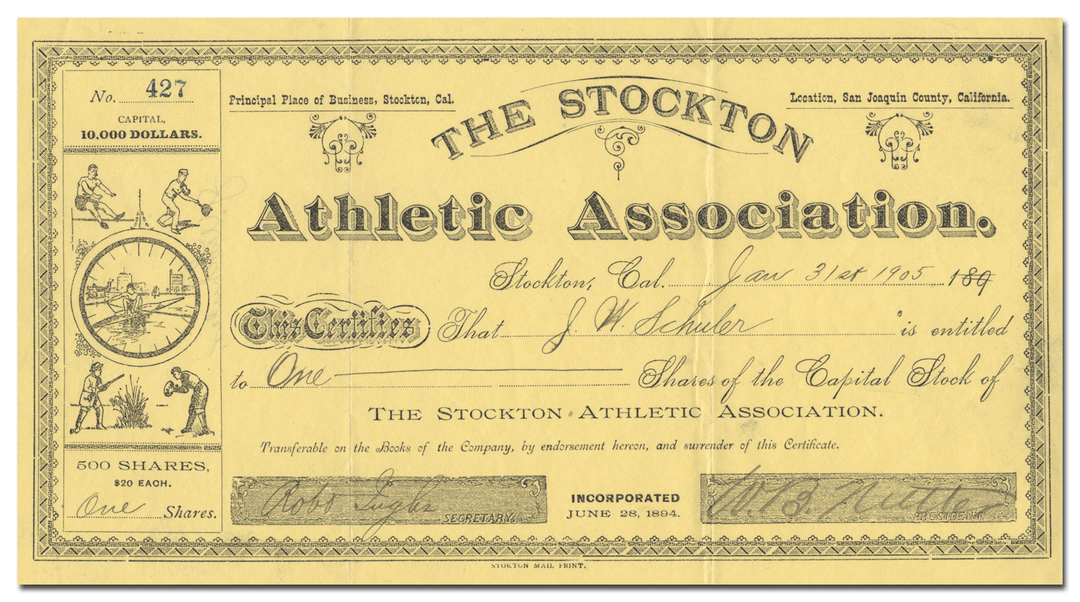 No. 427
CAPITAL,
10,000 DOLLARS.
Principal Place of Business, Stockton, Cal.
THE STOCKTON
Location, San Joaquin County, California.
Athletic Association.
Stockton, Cal. Jan 31st 1905 189
This Certifies That J. W. Schuler is entitled
to One Shares of the Capital Stock of
THE STOCKTON ATHLETIC ASSOCIATION.
Transferable on the Books of the Company, by endorsement hereon, and surrender of this Certificate.
500 SHARES,
$20 EACH.
One Shares.
Robt
SECRETARY.
INCORPORATED
JUNE 28, 1894.
W. B.
PRESIDENT
STOKTON MAIL PRINT.